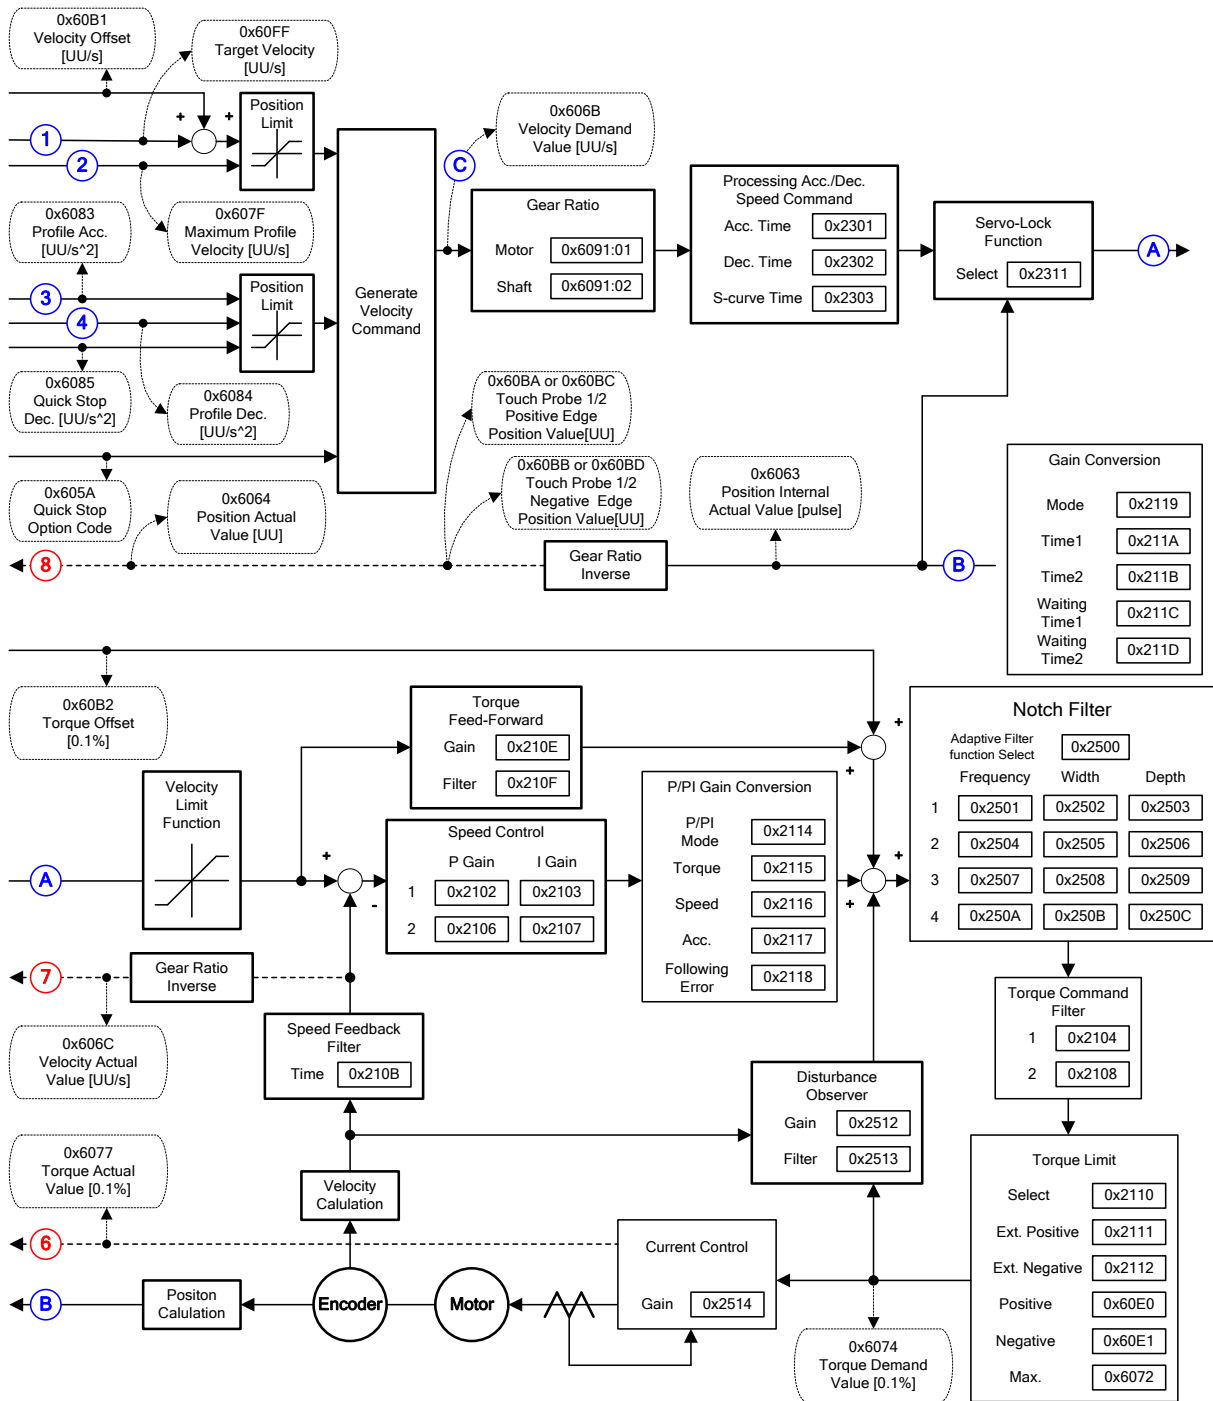 0x60B1
Velocity Offset
[UU/s]
0x60FF
Target Velocity
[UU/s]
+
+
1
2
Position
Limit
0x606B
Velocity Demand
Value [UU/s]
C
0x6083
Profile Acc.
[UU/s^2]
0x607F
Maximum Profile
Velocity [UU/s]
Gear Ratio
Motor
0x6091:01
Shaft
0x6091:02
Processing Acc./Dec.
Speed Command
Acc. Time
0x2301
Dec. Time
0x2302
S-curve Time
0x2303
Servo-Lock
Function
Select
0x2311
A
3
4
Position
Limit
Generate
Velocity
Command
0x6085
Quick Stop
Dec. [UU/s^2]
0x6084
Profile Dec.
[UU/s^2]
0x60BA or 0x60BC
Touch Probe 1/2
Positive Edge
Position Value[UU]
0x605A
Quick Stop
Option Code
0x6064
Position Actual
Value [UU]
0x60BB or 0x60BD
Touch Probe 1/2
Negative Edge
Position Value[UU]
0x6063
Position Internal
Actual Value [pulse]
8
Gear Ratio
Inverse
B
Gain Conversion
Mode
0x2119
Time1
0x211A
Time2
0x211B
Waiting
Time1
0x211C
Waiting
Time2
0x211D
0x60B2
Torque Offset
[0.1%]
Torque
Feed-Forward
Gain
0x210E
Filter
0x210F
+
+
Notch Filter
Adaptive Filter
function Select
0x2500
Frequency
Width
Depth
1
0x2501
0x2502
0x2503
2
0x2504
0x2505
0x2506
3
0x2507
0x2508
0x2509
4
0x250A
0x250B
0x250C
Velocity
Limit
Function
A
+
-
Speed Control
P Gain
I Gain
1
0x2102
0x2103
2
0x2106
0x2107
P/PI Gain Conversion
P/PI
Mode
0x2114
Torque
0x2115
Speed
0x2116
Acc.
0x2117
Following
Error
0x2118
+
+
7
Gear Ratio
Inverse
0x606C
Velocity Actual
Value [UU/s]
Speed Feedback
Filter
Time
0x210B
Torque Command
Filter
1
0x2104
2
0x2108
Disturbance
Observer
Gain
0x2512
Filter
0x2513
0x6077
Torque Actual
Value [0.1%]
Velocity
Calulation
Torque Limit
Select
0x2110
Ext. Positive
0x2111
Ext. Negative
0x2112
Positive
0x60E0
Negative
0x60E1
Max.
0x6072
6
Current Control
Gain
0x2514
B
Positon
Calulation
Encoder
Motor
0x6074
Torque Demand
Value [0.1%]